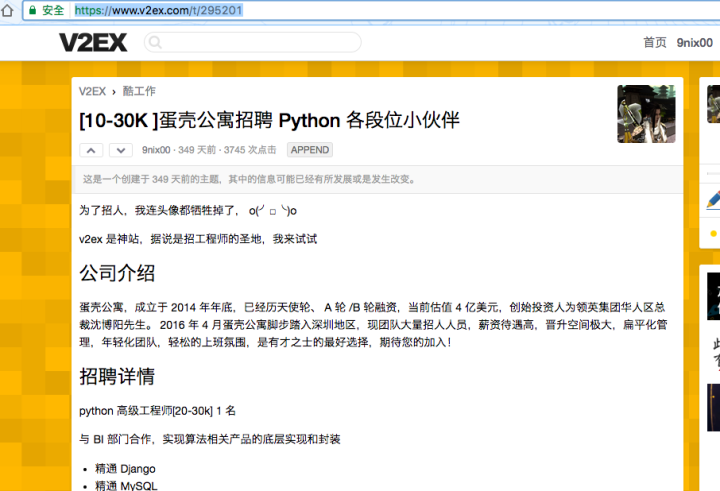 安全 https://www.v2ex.com/t/295201
V2EX
首页 9nix00
V2EX › 酷工作
[10-30K ]蛋壳公寓招聘 Python 各段位小伙伴
9nix00 · 349 天前 · 3745 次点击 APPEND
这是一个创建于 349 天前的主题，其中的信息可能已经有所发展或是发生改变。
为了招人，我连头像都牺牲掉了， o(╯□╰)o
v2ex 是神站，据说是招工程师的圣地，我来试试
公司介绍
蛋壳公寓，成立于 2014 年年底，已经历天使轮、 A 轮 /B 轮融资，当前估值 4 亿美元，创始投资人为领英集团华人区总
裁沈博阳先生。 2016 年 4 月蛋壳公寓脚步踏入深圳地区，现团队大量招人人员，薪资待遇高，晋升空间极大，扁平化管
理，年轻化团队，轻松的上班氛围，是有才之士的最好选择，期待您的加入！
招聘详情
python 高级工程师[20-30k] 1 名
与 BI 部门合作，实现算法相关产品的底层实现和封装
• 精通 Django
• 精通 MySQL